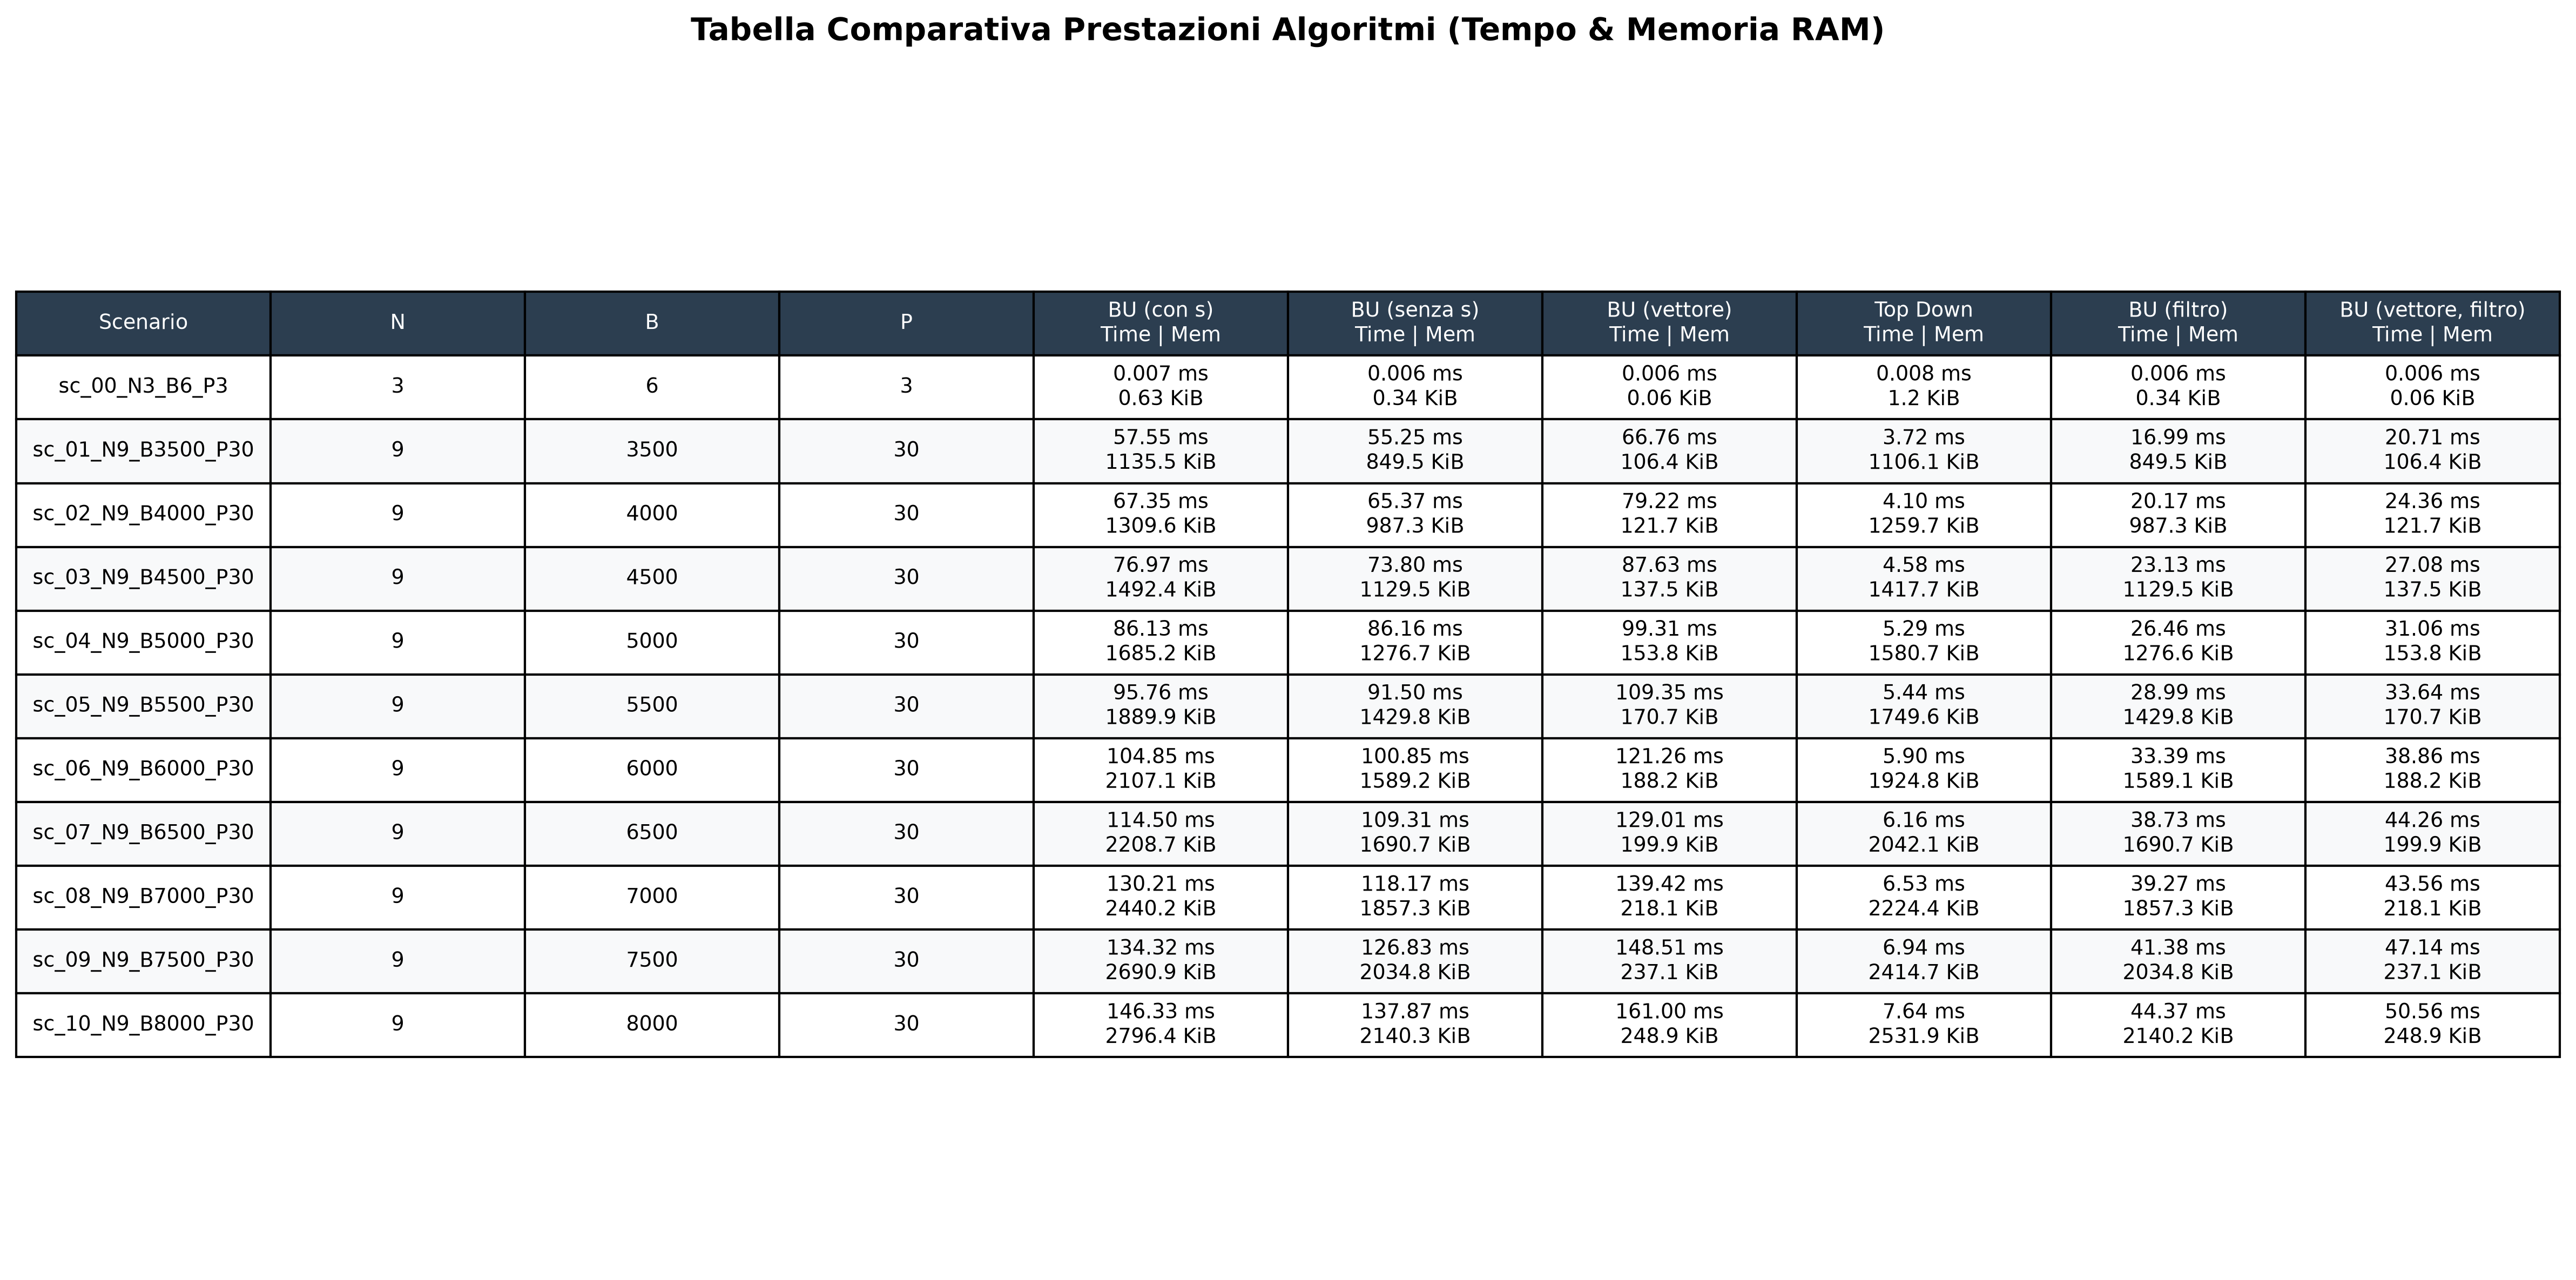 Tabella Comparativa Prestazioni Algoritmi (Tempo & Memoria RAM)
Scenario
N
B
P
BU (con s)
Time | Mem
BU (senza s)
Time | Mem
BU (vettore)
Time | Mem
Top Down
Time | Mem
BU (filtro)
Time | Mem
BU (vettore, filtro)
Time | Mem
sc_00_N3_B6_P3
3
6
3
0.007 ms
0.63 KiB
0.006 ms
0.34 KiB
0.006 ms
0.06 KiB
0.008 ms
1.2 KiB
0.006 ms
0.34 KiB
0.006 ms
0.06 KiB
sc_01_N9_B3500_P30
9
3500
30
57.55 ms
1135.5 KiB
55.25 ms
849.5 KiB
66.76 ms
106.4 KiB
3.72 ms
1106.1 KiB
16.99 ms
849.5 KiB
20.71 ms
106.4 KiB
sc_02_N9_B4000_P30
9
4000
30
67.35 ms
1309.6 KiB
65.37 ms
987.3 KiB
79.22 ms
121.7 KiB
4.10 ms
1259.7 KiB
20.17 ms
987.3 KiB
24.36 ms
121.7 KiB
sc_03_N9_B4500_P30
9
4500
30
76.97 ms
1492.4 KiB
73.80 ms
1129.5 KiB
87.63 ms
137.5 KiB
4.58 ms
1417.7 KiB
23.13 ms
1129.5 KiB
27.08 ms
137.5 KiB
sc_04_N9_B5000_P30
9
5000
30
86.13 ms
1685.2 KiB
86.16 ms
1276.7 KiB
99.31 ms
153.8 KiB
5.29 ms
1580.7 KiB
26.46 ms
1276.6 KiB
31.06 ms
153.8 KiB
sc_05_N9_B5500_P30
9
5500
30
95.76 ms
1889.9 KiB
91.50 ms
1429.8 KiB
109.35 ms
170.7 KiB
5.44 ms
1749.6 KiB
28.99 ms
1429.8 KiB
33.64 ms
170.7 KiB
sc_06_N9_B6000_P30
9
6000
30
104.85 ms
2107.1 KiB
100.85 ms
1589.2 KiB
121.26 ms
188.2 KiB
5.90 ms
1924.8 KiB
33.39 ms
1589.1 KiB
38.86 ms
188.2 KiB
sc_07_N9_B6500_P30
9
6500
30
114.50 ms
2208.7 KiB
109.31 ms
1690.7 KiB
129.01 ms
199.9 KiB
6.16 ms
2042.1 KiB
38.73 ms
1690.7 KiB
44.26 ms
199.9 KiB
sc_08_N9_B7000_P30
9
7000
30
130.21 ms
2440.2 KiB
118.17 ms
1857.3 KiB
139.42 ms
218.1 KiB
6.53 ms
2224.4 KiB
39.27 ms
1857.3 KiB
43.56 ms
218.1 KiB
sc_09_N9_B7500_P30
9
7500
30
134.32 ms
2690.9 KiB
126.83 ms
2034.8 KiB
148.51 ms
237.1 KiB
6.94 ms
2414.7 KiB
41.38 ms
2034.8 KiB
47.14 ms
237.1 KiB
sc_10_N9_B8000_P30
9
8000
30
146.33 ms
2796.4 KiB
137.87 ms
2140.3 KiB
161.00 ms
248.9 KiB
7.64 ms
2531.9 KiB
44.37 ms
2140.2 KiB
50.56 ms
248.9 KiB